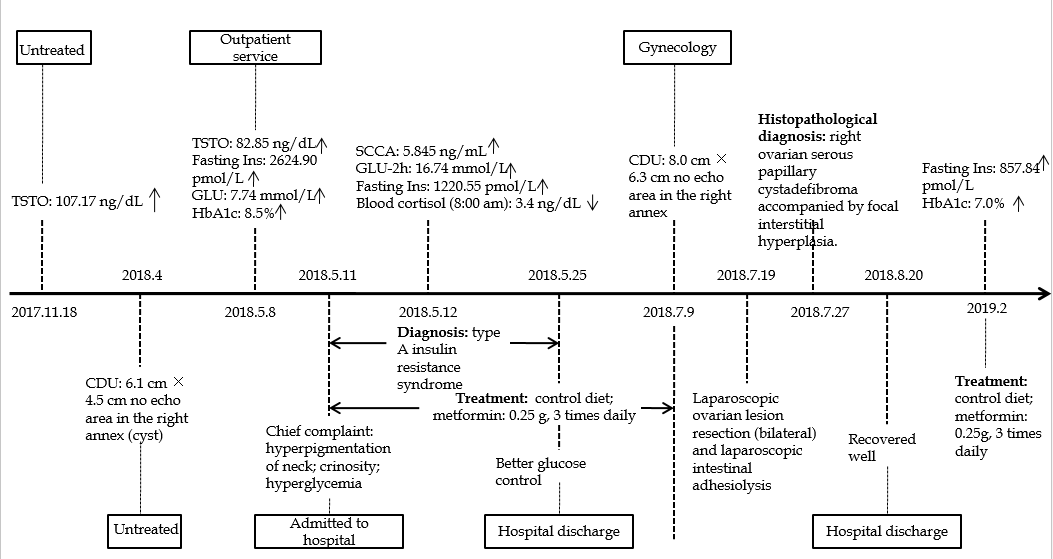 Untreated
Outpatient
service
Gynecology
TSTO: 107.17 ng/dL ↑
TSTO: 82.85 ng/dL↑
Fasting Ins: 2624.90
pmol/L ↑
GLU: 7.74 mmol/L↑
HbA1c: 8.5%↑
SCCA: 5.845 ng/mL↑
GLU-2h: 16.74 mmol/L↑
Fasting Ins: 1220.55 pmol/L↑
Blood cortisol (8:00 am): 3.4 ng/dL ↓
CDU: 8.0 cm ×
6.3 cm no echo
area in the right
annex
Histopathological
diagnosis: right
ovarian serous
papillary
cystadefibroma
accompanied by focal
interstitial
hyperplasia.
Fasting Ins: 857.84↑
pmol/L
HbA1c: 7.0% ↑
2018.4
2018.5.11
2018.5.25
2018.7.19
2018.8.20
2017.11.18
2018.5.8
2018.5.12
2018.7.9
2018.7.27
2019.2
Diagnosis: type
A insulin
resistance
syndrome
Treatment: control diet;
metformin: 0.25 g, 3 times daily
CDU: 6.1 cm ×
4.5 cm no echo
area in the right
annex (cyst)
Chief complaint:
hyperpigmentation
of neck; crinosity;
hyperglycemia
Better glucose
control
Laparoscopic
ovarian lesion
resection (bilateral)
and laparoscopic
intestinal
adhesiolysis
Recovered
well
Treatment:
control diet;
metformin:
0.25g, 3 times
daily
Untreated
Admitted to
hospital
Hospital discharge
Hospital discharge